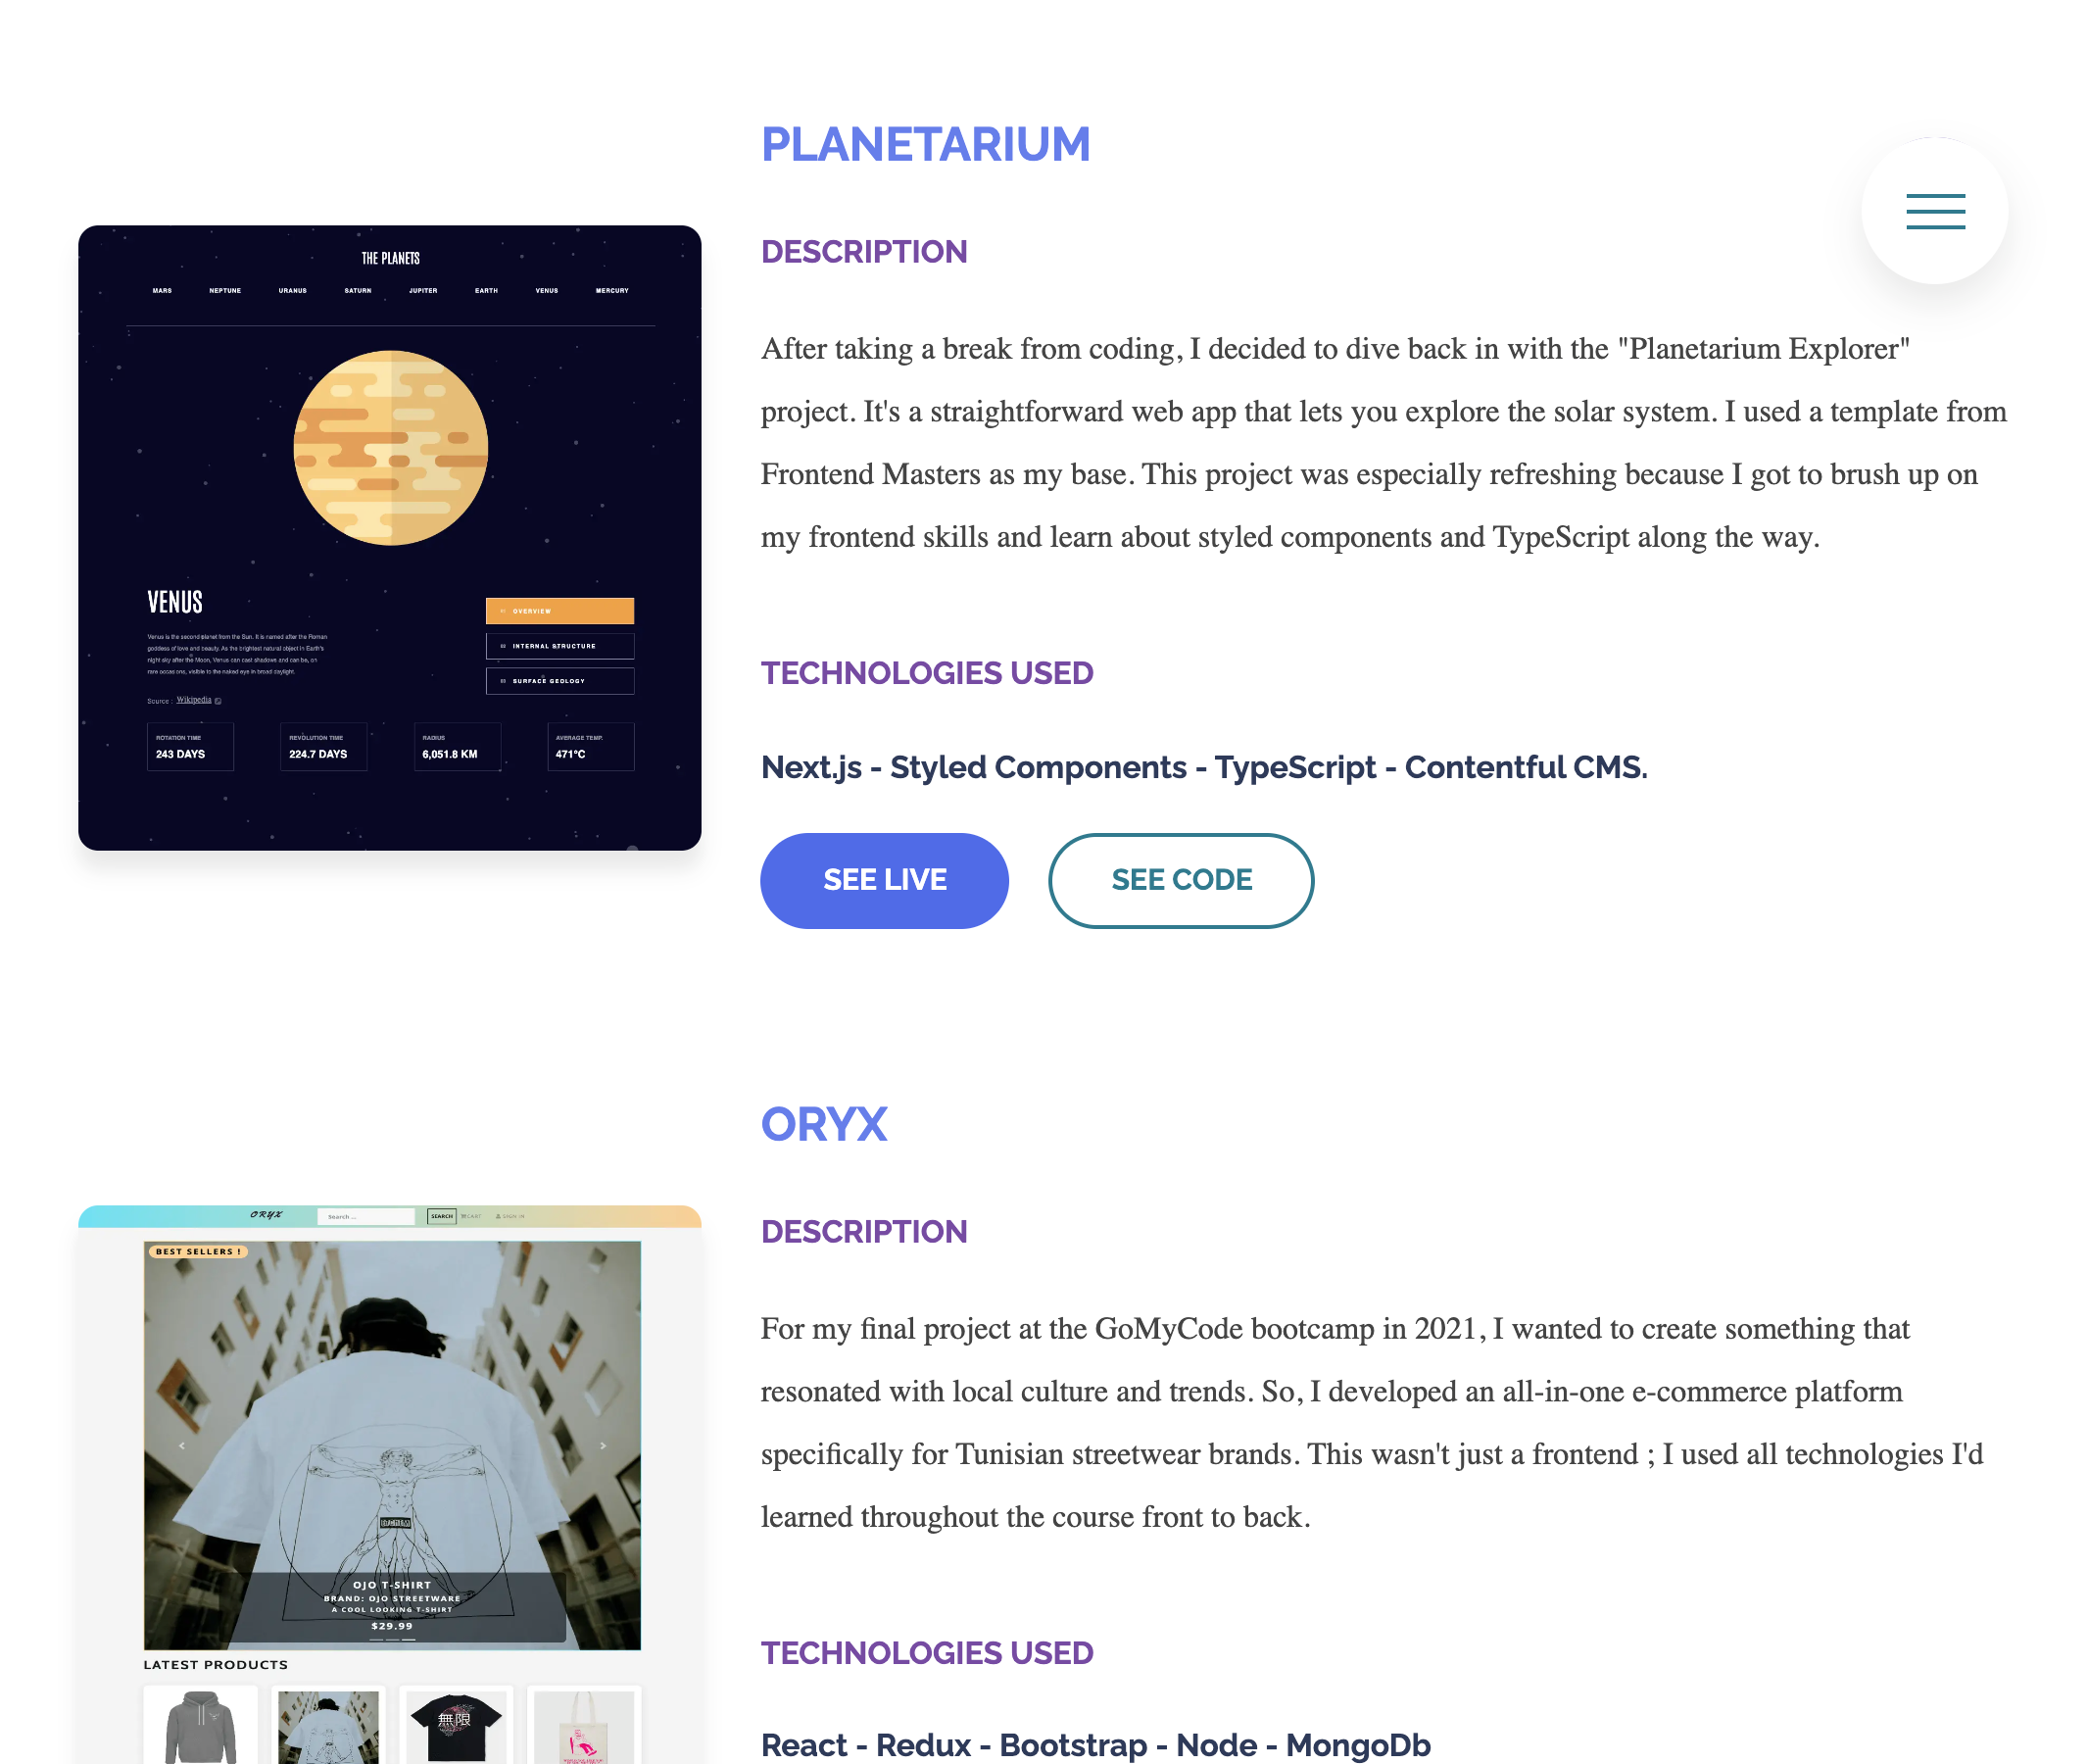 PLANETARIUM
THE PLANETS
MARS NEPTUNE URANUS SATURN JUPITER EARTH VENUS MERCURY
VENUS
Venus is the second planet from the Sun. It is named after the Roman
goddess of love and beauty. As the brightest natural object in Earth's
night sky after the Moon, Venus can cast shadows and can be, on
rare occasions, visible to the naked eye in broad daylight.
Source : Wikipedia
OVERVIEW
INTERNAL STRUCTURE
SURFACE GEOLOGY
ROTATION TIME
243 DAYS
REVOLUTION TIME
224.7 DAYS
RADIUS
6,051.8 KM
AVERAGE TEMP.
471°C
DESCRIPTION
After taking a break from coding, I decided to dive back in with the "Planetarium Explorer"
project. It's a straightforward web app that lets you explore the solar system. I used a template from
Frontend Masters as my base. This project was especially refreshing because I got to brush up on
my frontend skills and learn about styled components and TypeScript along the way.
TECHNOLOGIES USED
Next.js - Styled Components - TypeScript - Contentful CMS.
SEE LIVE
SEE CODE
ORYX
ORYX Search ... SEARCH CART SIGN IN
BEST SELLERS !
OJO T-SHIRT
BRAND: OJO STREETWARE
A COOL LOOKING T-SHIRT
$29.99
LATEST PRODUCTS
無限
DESCRIPTION
For my final project at the GoMyCode bootcamp in 2021, I wanted to create something that
resonated with local culture and trends. So, I developed an all-in-one e-commerce platform
specifically for Tunisian streetwear brands. This wasn't just a frontend ; I used all technologies I'd
learned throughout the course front to back.
TECHNOLOGIES USED
React - Redux - Bootstrap - Node - MongoDb